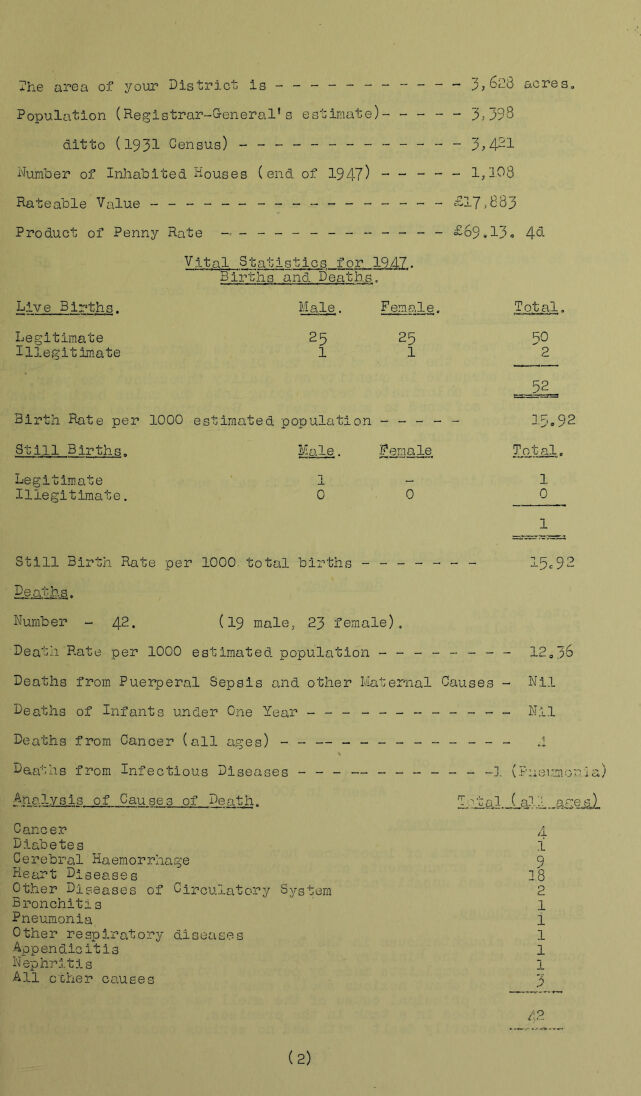 The area of your District is - - - - - - - - - - - - 3,628 acres.
Population (Registrar-General's estimate)- - - - - 3,398
ditto (1931 Census) - - - - - - - - - - - - - - 3,421
Number of Inhabited Houses (end of 1947) - - - - - 1,108
Rateable Value - - - - - - - - - - - - - - - - - £17,883
Product of Penny Rate - - - - - - - - - - - - - £69.13. 4d
Vital Statistics for 1947.
Births and Deaths.
Live Births. Male. Female. Total.
Legitimate 25 25 50
Illegitimate 1 1 2
52
Birth Rate per 1000 estimated population - - - - - 15.92
Still Births. Male. Female Total.
Legitimate 1 - 1
Illegitimate. 0 0 0
1
Still Birth Rate per 1000 total births - - - - - - - 15.92
Deaths.
Number - 42. (19 male, 23 female).
Death Rate per 1000 estimated population - - - - - - - - 12.36
Deaths from Puerperal Sepsis and other Maternal Causes - Nil
Deaths of Infants under One Year - - - - - - - - - - - - Nil
Deaths from Cancer (all ages) - - - - - - - - - - - - -
Deaths from Infectious Diseases - - - - - - - - - - - -1 (Pneumonia)
Analysis of Causes of Death. Total (all ages)
Cancer 4
Diabetes 1
Cerebral Haemorrhage 9
Heart Diseases 18
Other Diseases of Circulatory System 2
Bronchitis 1
Pneumonia 1
Other respiratory diseases 1
Appendicitis 1
Nephritis 1
All other causes 3
42
(2)